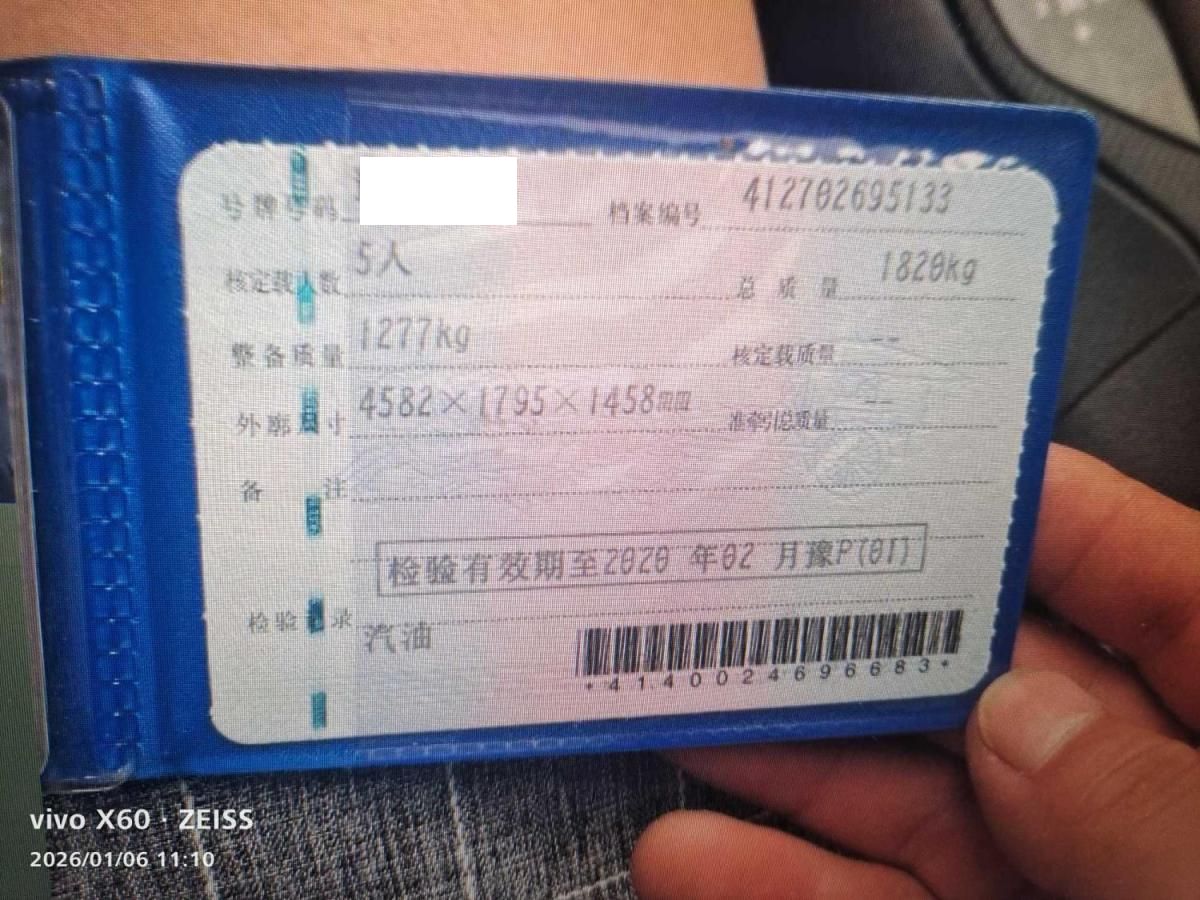 号牌号码 档案编号 412702695133
核定载人数 5人 总质量 1820kg
整备质量 1277kg 核定载质量 --
外廓尺寸 4582×1795×1458mm 准牵引总质量 --
备注
检验有效期至2020 年02 月豫P(01)
检验记录
汽油
*4140024696683*
vivo X60 · ZEISS
2026/01/06 11:10